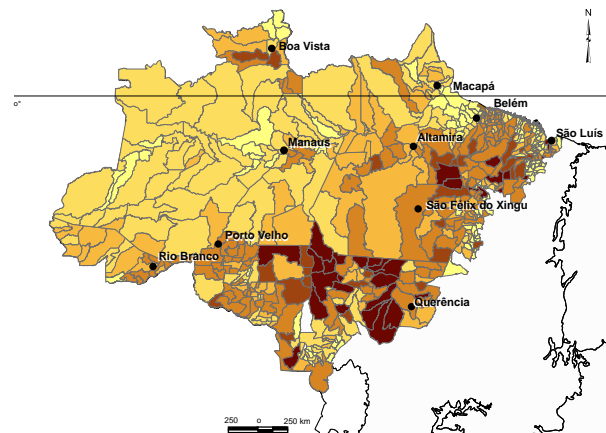 N
Boa Vista
Macapá
0°
Belém
São Luís
Manaus
Altamira
São Félix do Xingu
Porto Velho
Rio Branco
Querência
250 0 250 km